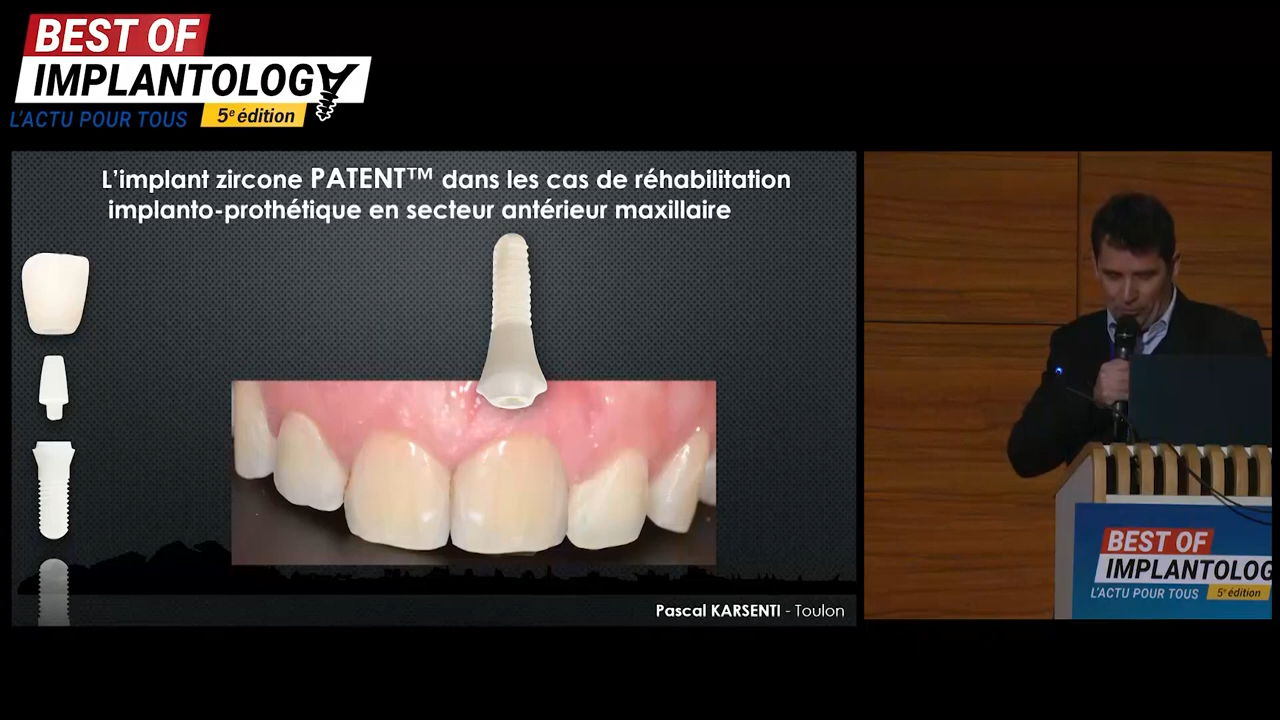 BEST OF
IMPLANTOLOGY
L'ACTU POUR TOUS
5e édition
L'implant zircone PATENT™ dans les cas de réhabilitation
implanto-prothétique en secteur antérieur maxillaire
Pascal KARSENTI - Toulon
BEST OF
IMPLANTOLOG
L'ACTU POUR TOUS
5e édition